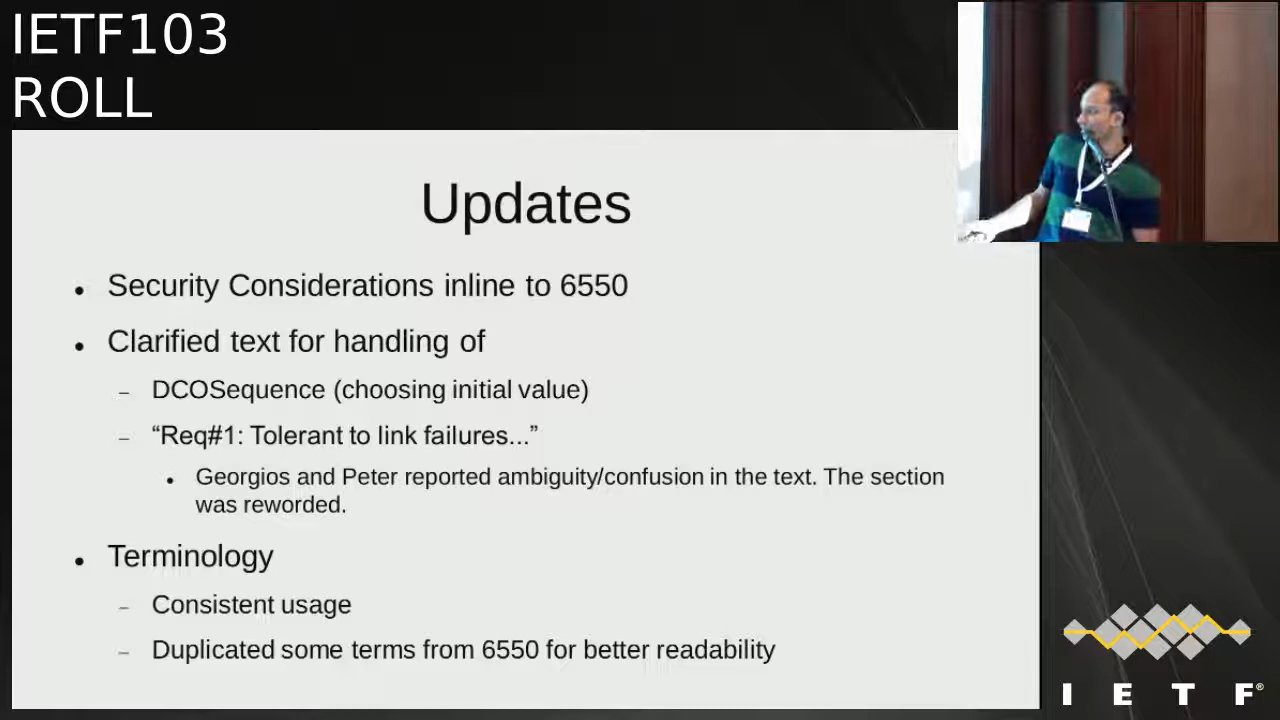 IETF103
ROLL
Updates
• Security Considerations inline to 6550
• Clarified text for handling of
– DCOSequence (choosing initial value)
– “Req#1: Tolerant to link failures...”
• Georgios and Peter reported ambiguity/confusion in the text. The section
was reworded.
• Terminology
– Consistent usage
– Duplicated some terms from 6550 for better readability
I E T F®